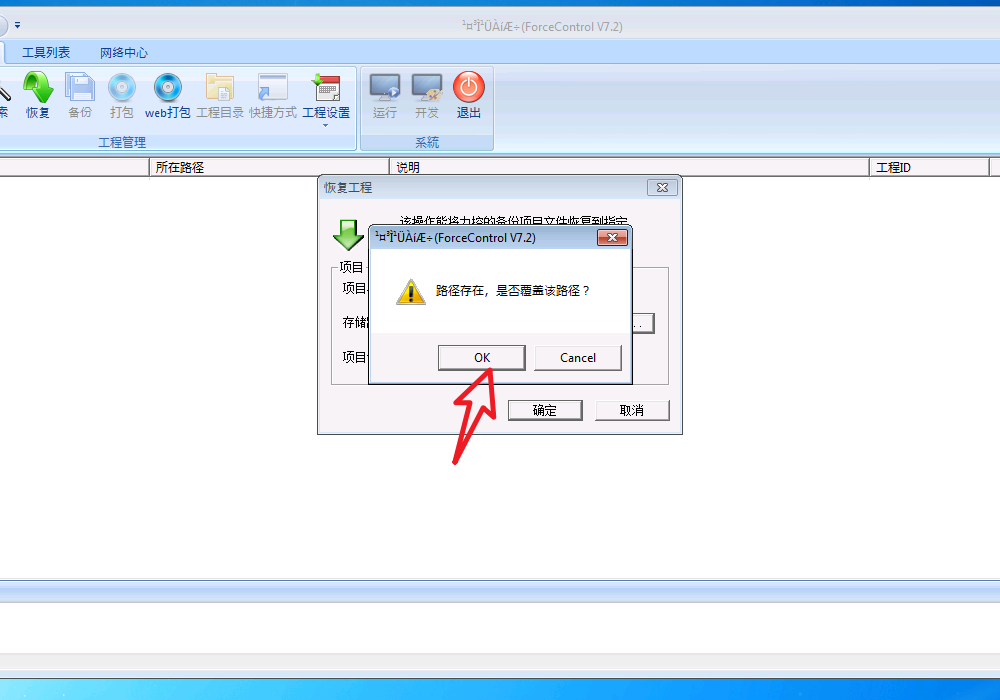 ¹¤³Ì¹ÜÀíÆ÷(ForceControl V7.2)
工具列表 网络中心
索 恢复 备份 打包 web打包 工程目录 快捷方式 工程设置 运行 开发 退出
工程管理 系统
所在路径 说明 工程ID
恢复工程
该操作能将力控的备份项目文件恢复到指定
¹¤³Ì¹ÜÀíÆ÷(ForceControl V7.2)
项目
路径存在，是否覆盖该路径？
项目
存储
项目
OK Cancel
确定 取消